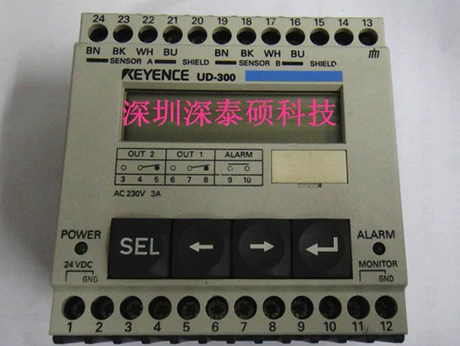 24 23 22 21 20 19 18 17 16 15 14 13
BN BK WH BU BN BK WH BU
SENSOR A SHIELD SENSOR B SHIELD
KEYENCE UD-300
深圳深泰硕科技
OUT 2 OUT 1 ALARM
3 4 5 6 7 8 9 10
AC 230V 3A
POWER SEL ← → ↵ ALARM
24 VDC MONITOR
GND GND
1 2 3 4 5 6 7 8 9 10 11 12